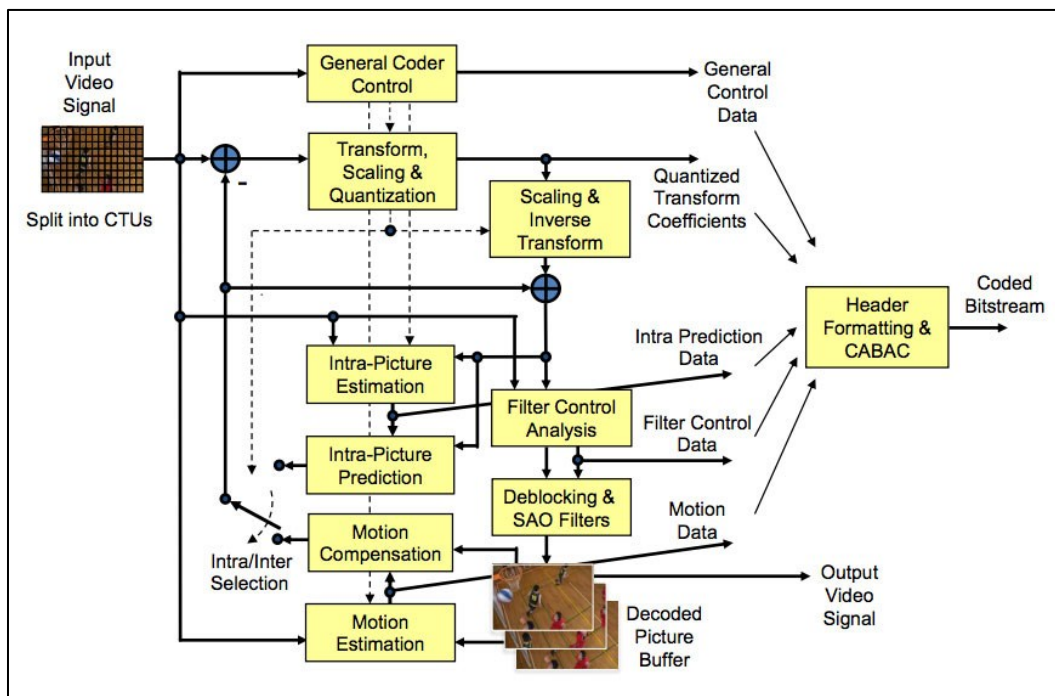 Input
Video
Signal
Split into CTUs
General Coder
Control
General
Control
Data
Transform,
Scaling &
Quantization
-
Quantized
Transform
Coefficients
Scaling &
Inverse
Transform
Header
Formatting &
CABAC
Coded
Bitstream
Intra-Picture
Estimation
Intra Prediction
Data
Filter Control
Analysis
Filter Control
Data
Intra-Picture
Prediction
Deblocking &
SAO Filters
Motion
Data
Motion
Compensation
Intra/Inter
Selection
Output
Video
Signal
Motion
Estimation
Decoded
Picture
Buffer